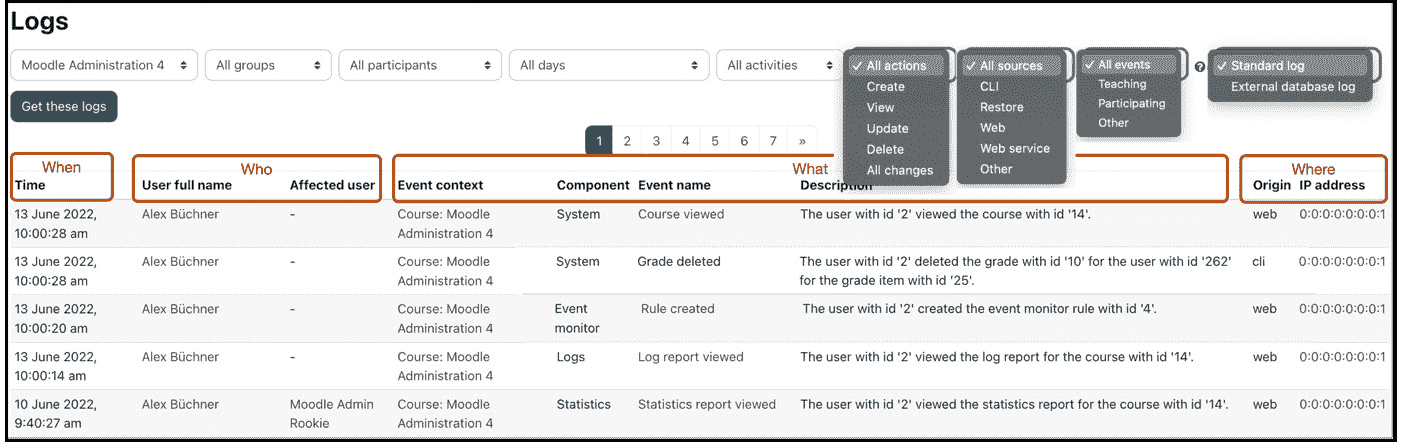 Logs
Moodle Administration 4 All groups All participants All days All activities
✓ All actions
Create
View
Update
Delete
All changes
✓ All sources
CLI
Restore
Web
Web service
Other
✓ All events
Teaching
Participating
Other
?
✓ Standard log
External database log
Get these logs
1 2 3 4 5 6 7 »
When Who What Where
Time User full name Affected user Event context Component Event name Description Origin IP address
13 June 2022, Alex Büchner - Course: Moodle System Course viewed The user with id '2' viewed the course with id '14'. web 0:0:0:0:0:0:0:1
10:00:28 am Administration 4
13 June 2022, Alex Büchner - Course: Moodle System Grade deleted The user with id '2' deleted the grade with id '10' for the user with id '262' cli 0:0:0:0:0:0:0:1
10:00:28 am Administration 4 for the grade item with id '25'.
13 June 2022, Alex Büchner - Course: Moodle Event Rule created The user with id '2' created the event monitor rule with id '4'. web 0:0:0:0:0:0:0:1
10:00:20 am Administration 4 monitor
13 June 2022, Alex Büchner - Course: Moodle Logs Log report viewed The user with id '2' viewed the log report for the course with id '14'. web 0:0:0:0:0:0:0:1
10:00:14 am Administration 4
10 June 2022, Alex Büchner Moodle Admin Course: Moodle Statistics Statistics report viewed The user with id '2' viewed the statistics report for the course with id '14'. web 0:0:0:0:0:0:0:1
9:40:27 am Rookie Administration 4